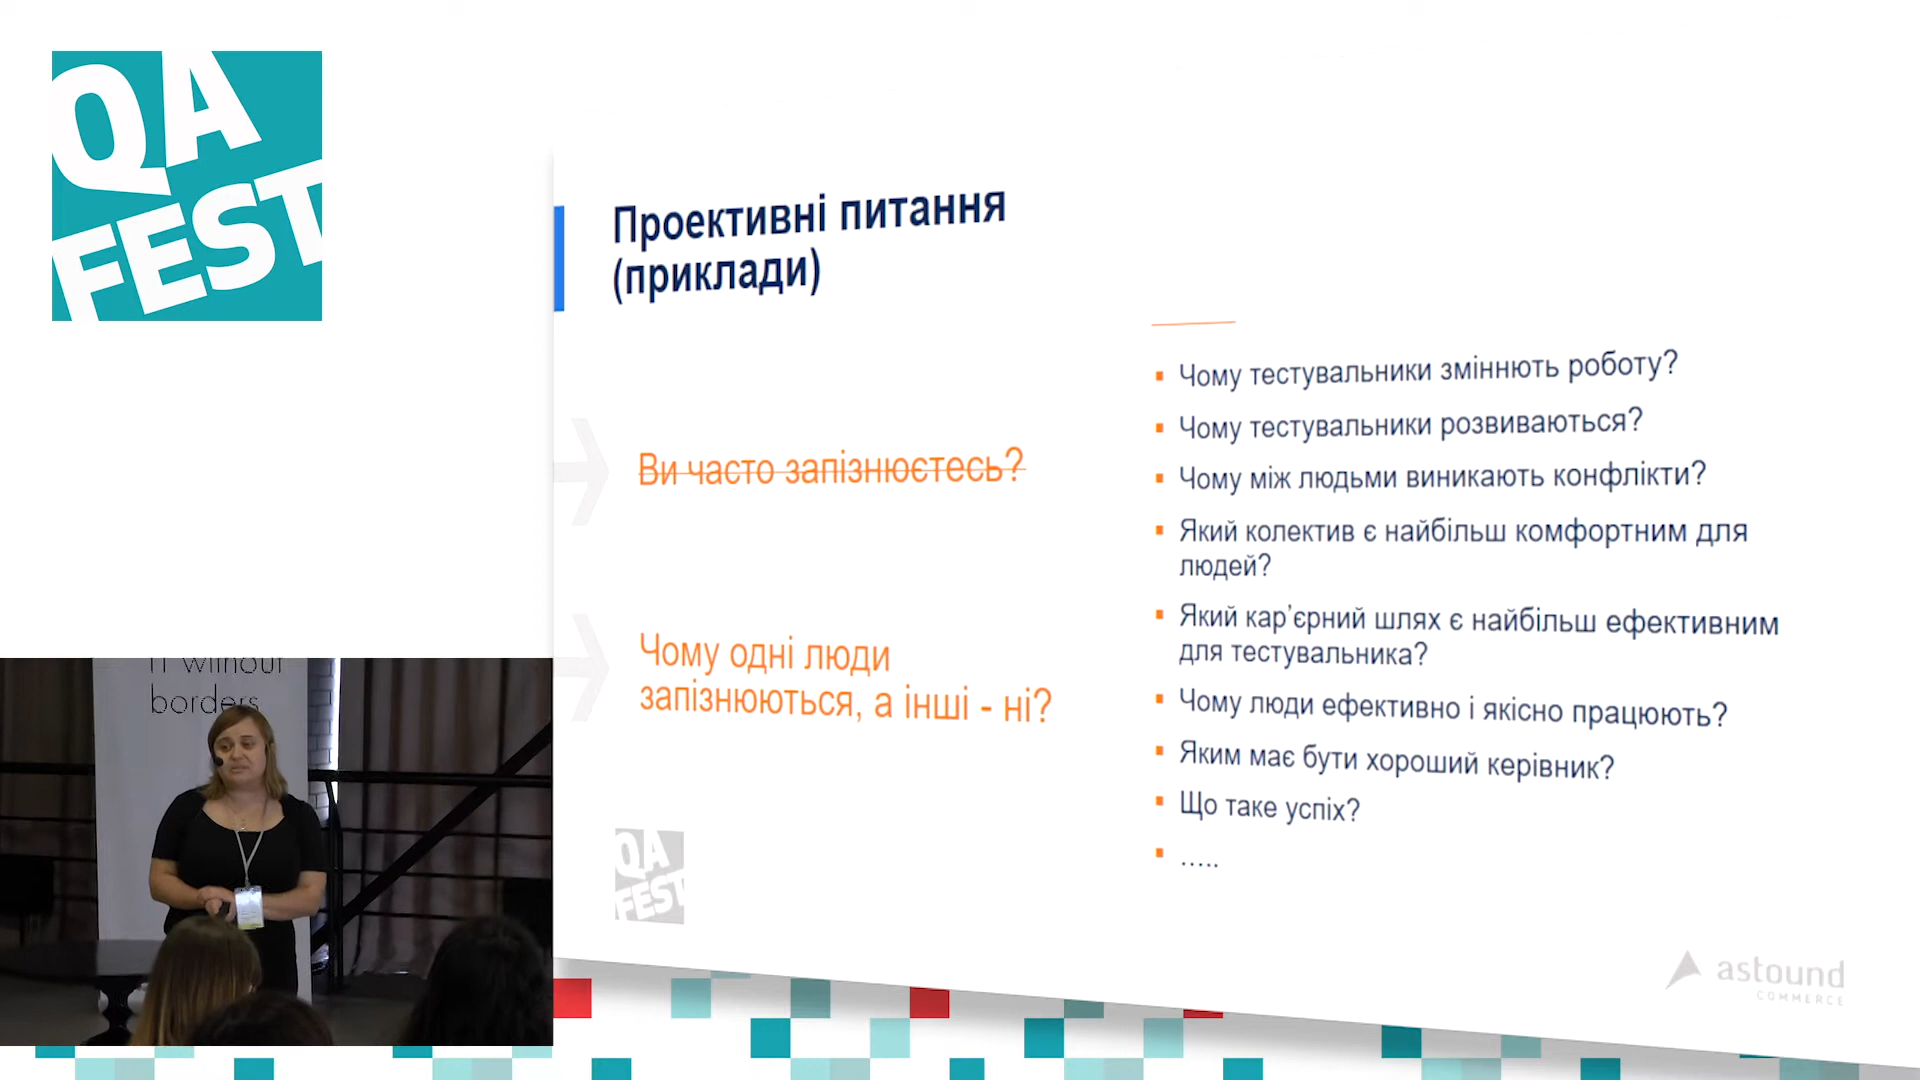 QA
FEST
Проективні питання
(приклади)
Ви часто запізнюєтесь?
Чому одні люди
запізнюються, а інші - ні?
Чому тестувальники зміннють роботу?
Чому тестувальники розвиваються?
Чому між людьми виникають конфлікти?
Який колектив є найбільш комфортним для
людей?
Який кар’єрний шлях є найбільш ефективним
для тестувальника?
Чому люди ефективно і якісно працюють?
Яким має бути хороший керівник?
Що таке успіх?
.....
QA
FEST
astound
COMMERCE
IT without
borders